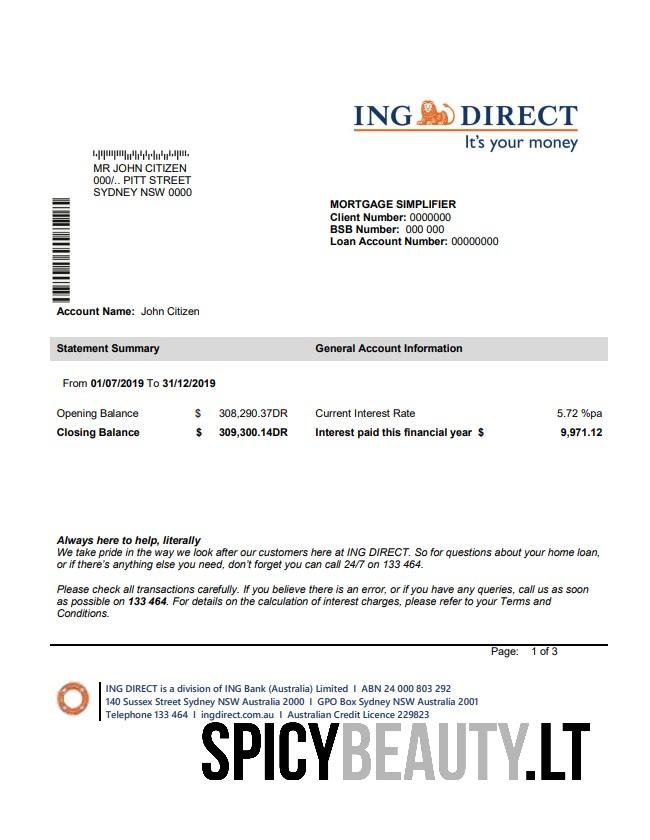 ING DIRECT
It's your money
MR JOHN CITIZEN
000/.. PITT STREET
SYDNEY NSW 0000
MORTGAGE SIMPLIFIER
Client Number: 0000000
BSB Number: 000 000
Loan Account Number: 00000000
Account Name: John Citizen
Statement Summary General Account Information
From 01/07/2019 To 31/12/2019
Opening Balance $ 308,290.37DR Current Interest Rate 5.72 %pa
Closing Balance $ 309,300.14DR Interest paid this financial year $ 9,971.12
Always here to help, literally
We take pride in the way we look after our customers here at ING DIRECT. So for questions about your home loan,
or if there's anything else you need, don't forget you can call 24/7 on 133 464.
Please check all transactions carefully. If you believe there is an error, or if you have any queries, call us as soon
as possible on 133 464. For details on the calculation of interest charges, please refer to your Terms and
Conditions.
Page: 1 of 3
ING DIRECT is a division of ING Bank (Australia) Limited I ABN 24 000 803 292
140 Sussex Street Sydney NSW Australia 2000 I GPO Box Sydney NSW Australia 2001
Telephone 133 464 I ingdirect.com.au I Australian Credit Licence 229823
SPICYBEAUTY.LT